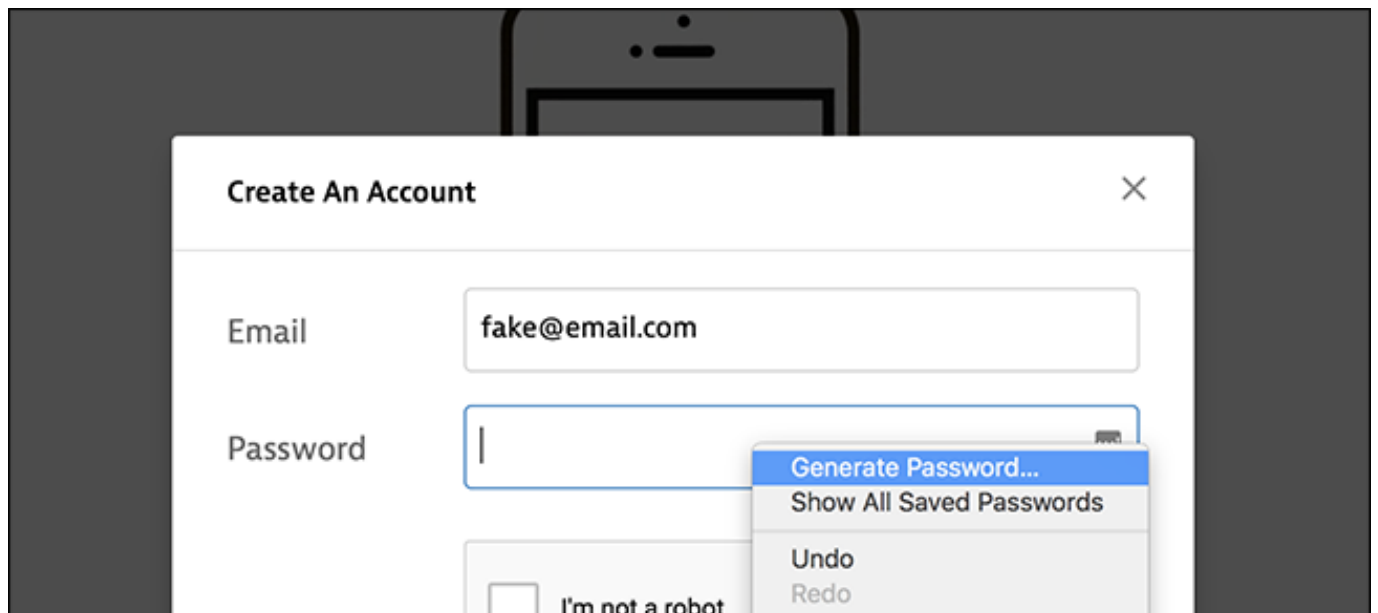 Create An Account
Email
fake@email.com
Password
Generate Password...
Show All Saved Passwords
Undo
Redo
I'm not a robot